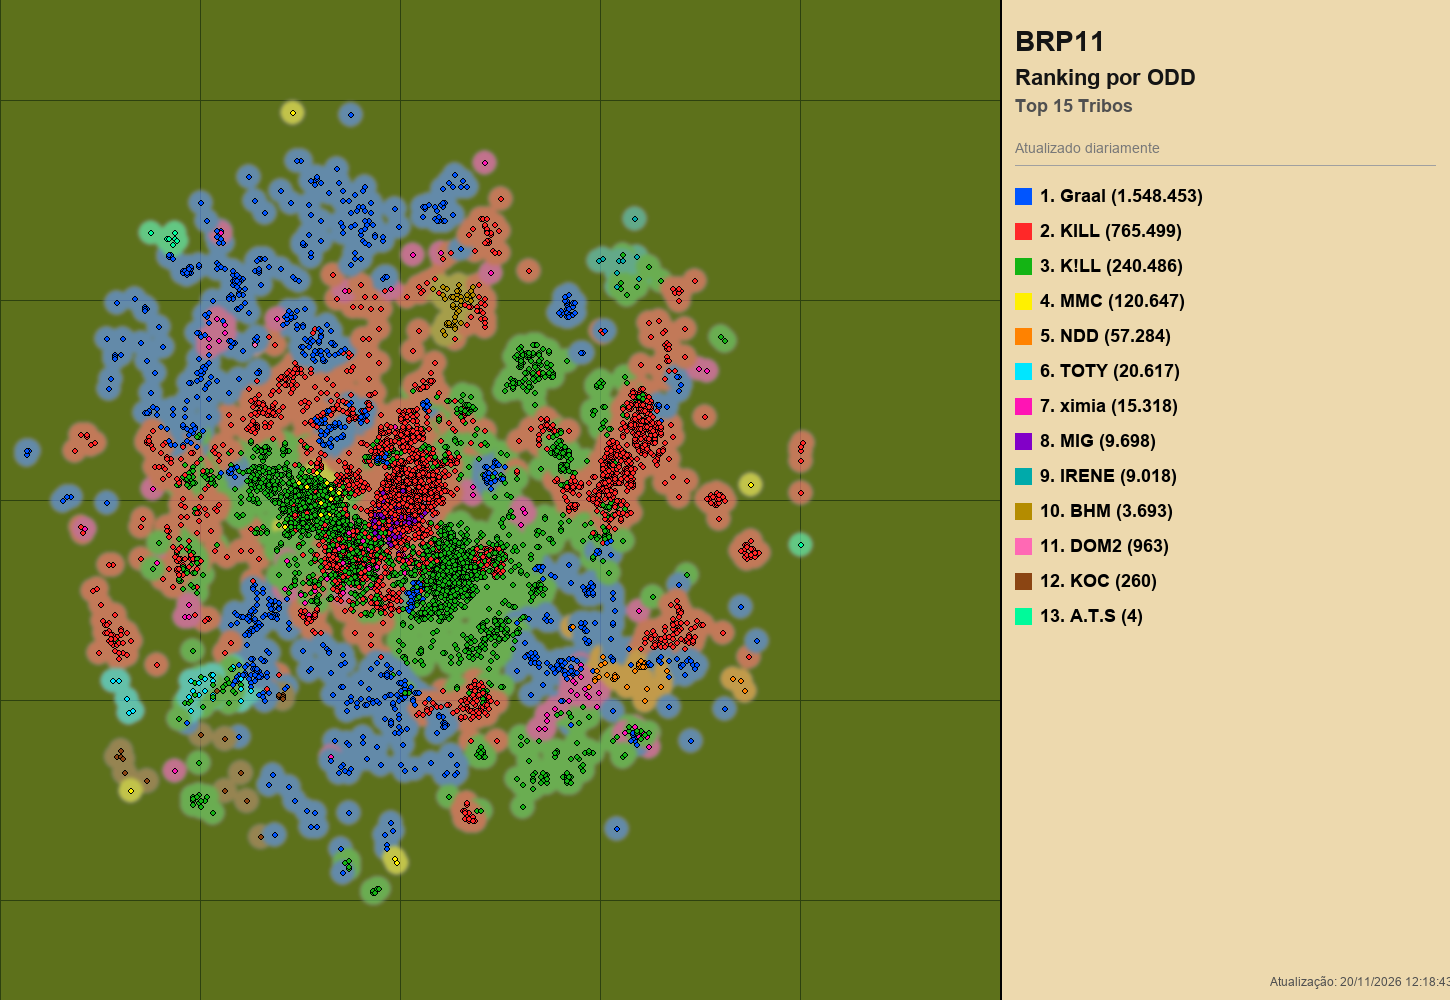 BRP11
Ranking por ODD
Top 15 Tribos
Atualizado diariamente
1. Graal (1.548.453)
2. KILL (765.499)
3. K!LL (240.486)
4. MMC (120.647)
5. NDD (57.284)
6. TOTY (20.617)
7. ximia (15.318)
8. MIG (9.698)
9. IRENE (9.018)
10. BHM (3.693)
11. DOM2 (963)
12. KOC (260)
13. A.T.S (4)
Atualização: 20/11/2026 12:18:43